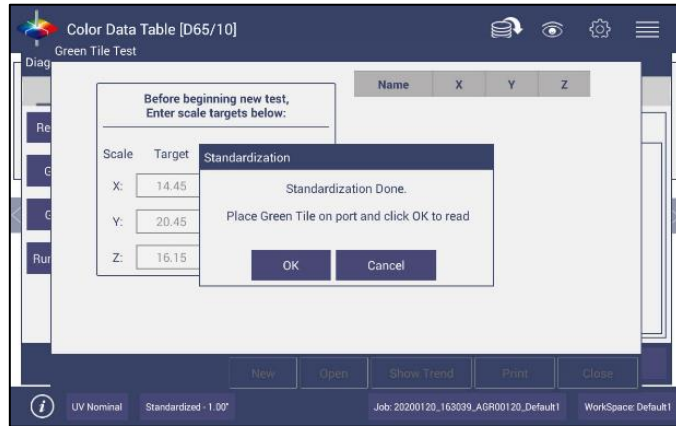 Color Data Table [D65/10]
Green Tile Test
Diag
Name X Y Z
Before beginning new test,
Enter scale targets below:
Re
Scale Target
Standardization
Standardization Done.
G
X: 14.45
Place Green Tile on port and click OK to read
G
Y: 20.45
Run
Z: 16.15
OK Cancel
New Open Show Trend Print Close
i UV Nominal Standardized - 1.00" Job: 20200120_163039_AGR00120_Default1 WorkSpace: Default1